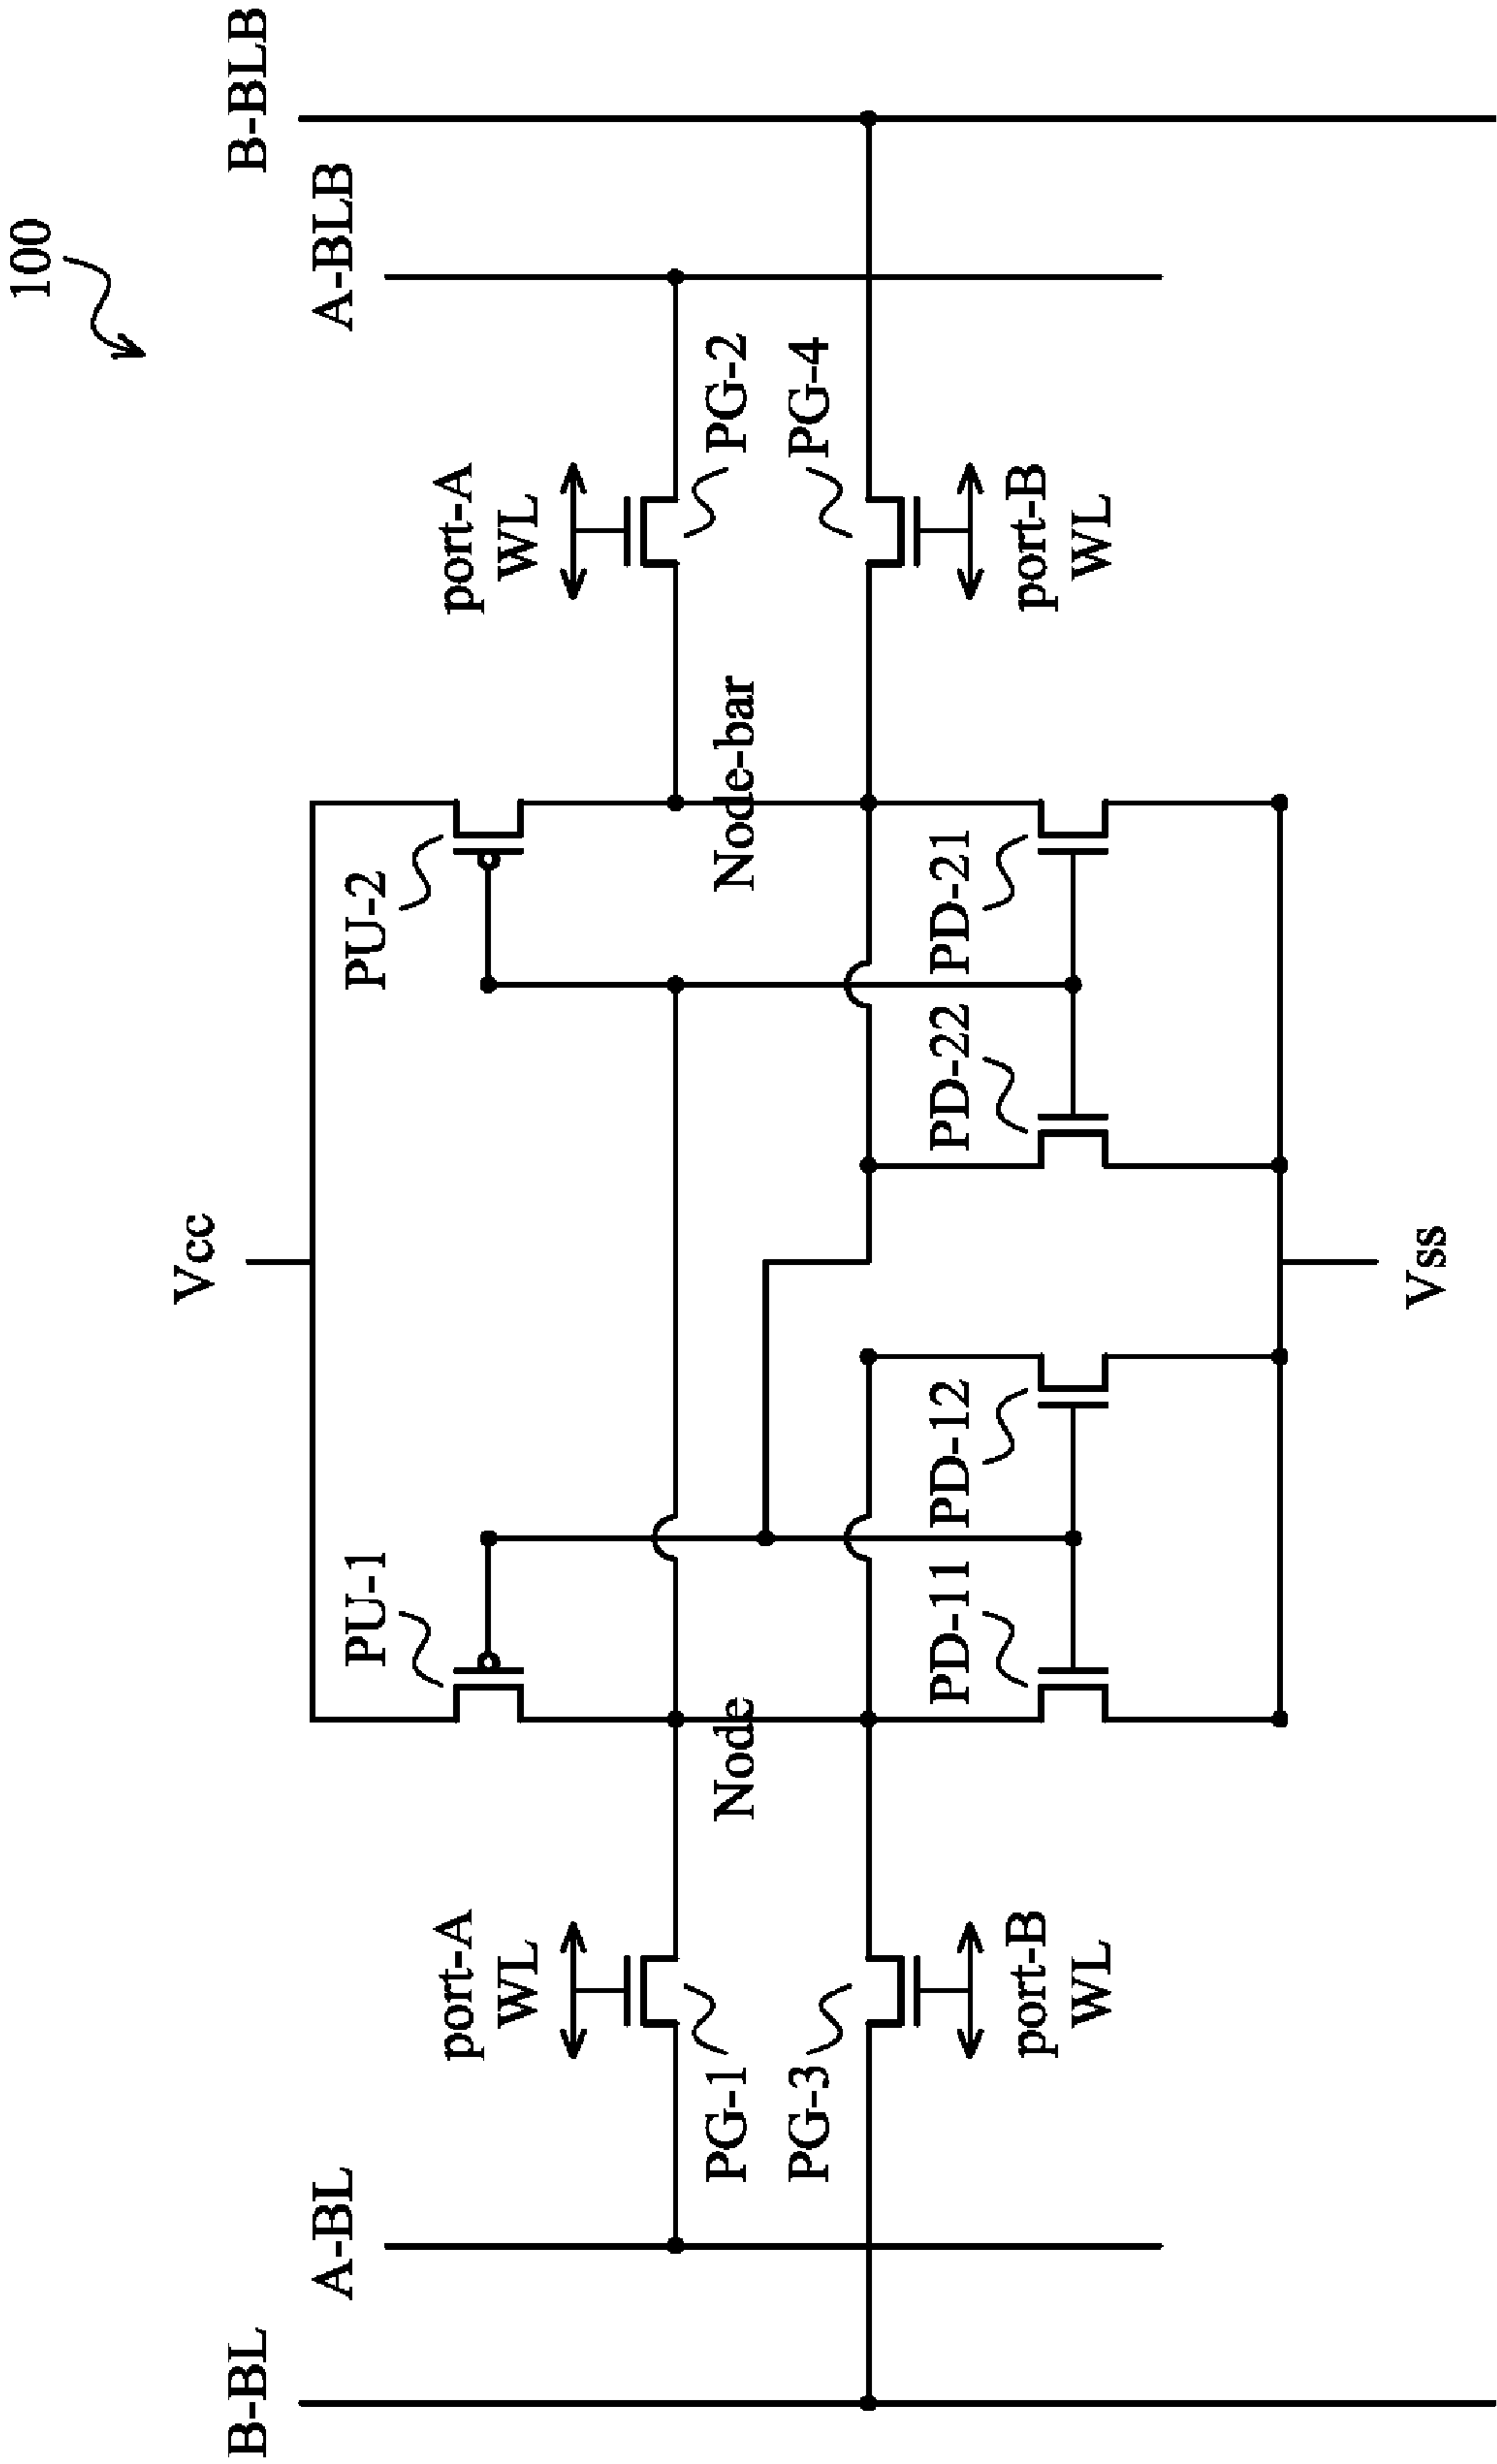 100
B-BL
B-BLB
A-BL
A-BLB
Vcc
PU-1
PU-2
port-A
WL
port-A
WL
PG-1
Node
Node-bar
PG-2
PG-3
PG-4
PD-11
PD-12
PD-22
PD-21
port-B
WL
port-B
WL
Vss